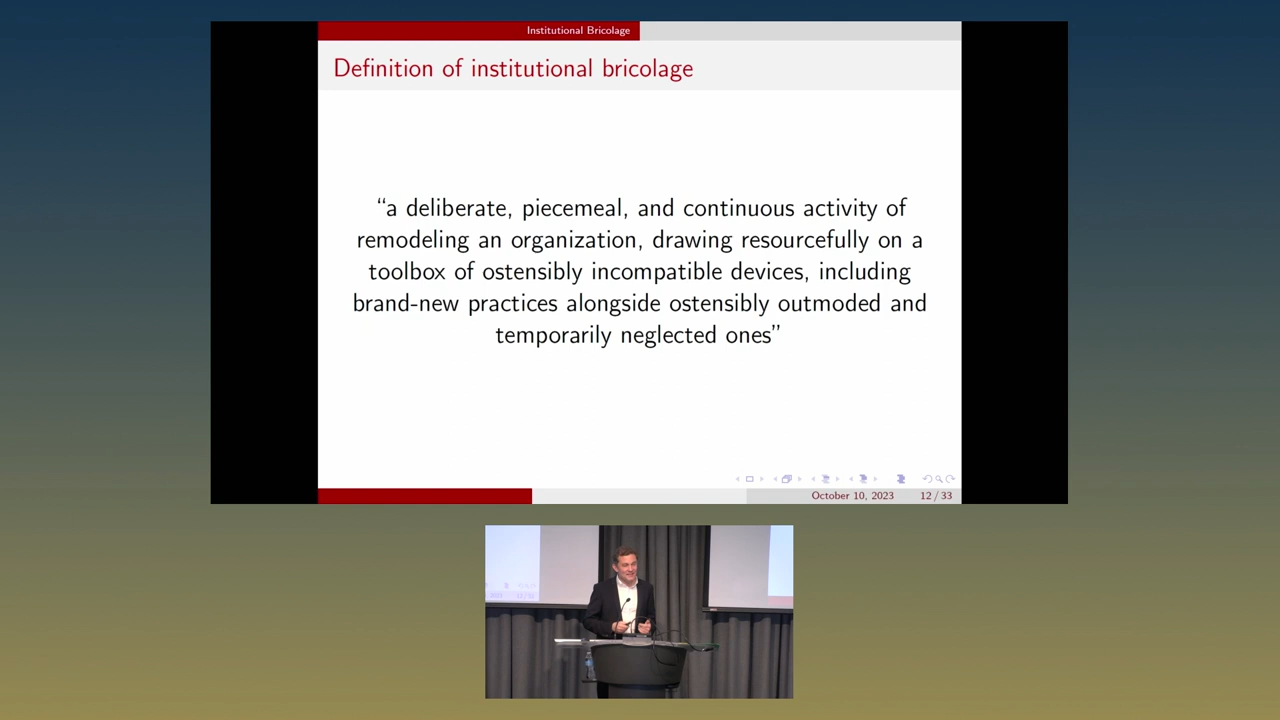 Institutional Bricolage
Definition of institutional bricolage
“a deliberate, piecemeal, and continuous activity of
remodeling an organization, drawing resourcefully on a
toolbox of ostensibly incompatible devices, including
brand-new practices alongside ostensibly outmoded and
temporarily neglected ones”
October 10, 2023 12 / 33